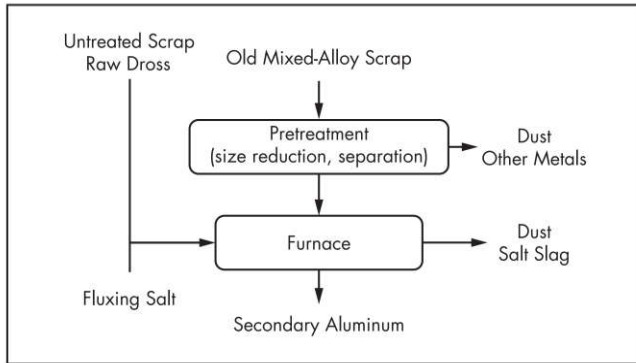 Untreated Scrap
Raw Dross
Old Mixed-Alloy Scrap
Pretreatment
(size reduction, separation)
Dust
Other Metals
Furnace
Dust
Salt Slag
Fluxing Salt
Secondary Aluminum